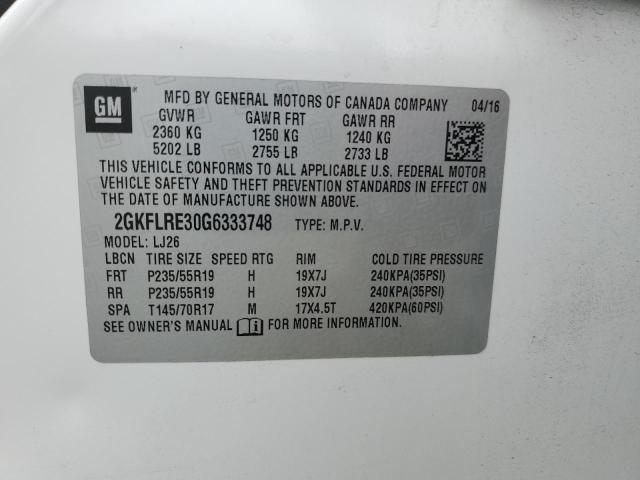 GM
MFD BY GENERAL MOTORS OF CANADA COMPANY 04/16
GVWR GAWR FRT GAWR RR
2360 KG 1250 KG 1240 KG
5202 LB 2755 LB 2733 LB
THIS VEHICLE CONFORMS TO ALL APPLICABLE U.S. FEDERAL MOTOR
VEHICLE SAFETY AND THEFT PREVENTION STANDARDS IN EFFECT ON
THE DATE OF MANUFACTURE SHOWN ABOVE.
2GKFLRE30G6333748 TYPE: M.P.V.
MODEL: LJ26
LBCN TIRE SIZE SPEED RTG RIM COLD TIRE PRESSURE
FRT P235/55R19 H 19X7J 240KPA(35PSI)
RR P235/55R19 H 19X7J 240KPA(35PSI)
SPA T145/70R17 M 17X4.5T 420KPA(60PSI)
SEE OWNER'S MANUAL FOR MORE INFORMATION.